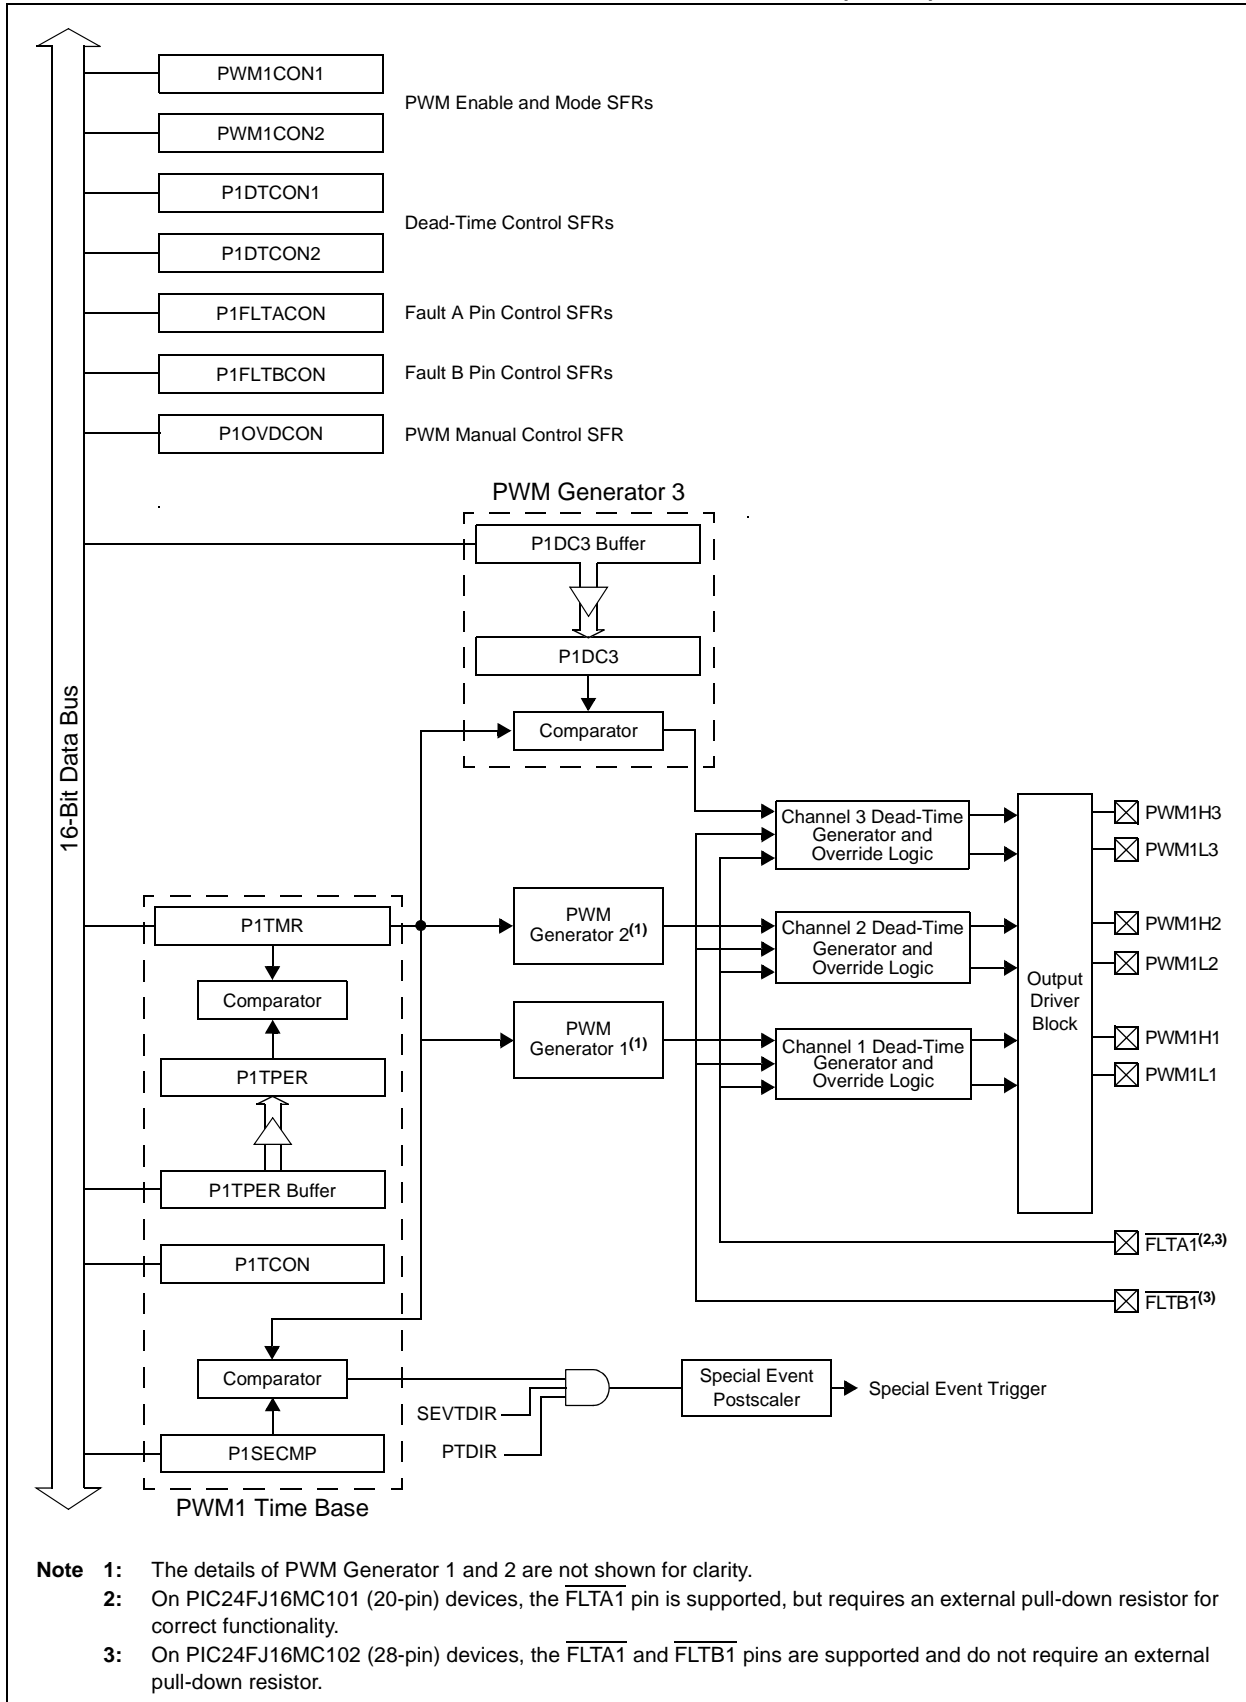 PWM1CON1
PWM Enable and Mode SFRs
PWM1CON2
P1DTCON1
Dead-Time Control SFRs
P1DTCON2
P1FLTACON
Fault A Pin Control SFRs
P1FLTBCON
Fault B Pin Control SFRs
P1OVDCON
PWM Manual Control SFR
PWM Generator 3
P1DC3 Buffer
P1DC3
Comparator
16-Bit Data Bus
Channel 3 Dead-Time
Generator and
Override Logic
PWM1H3
PWM1L3
P1TMR
PWM
Generator 2(1)
Channel 2 Dead-Time
Generator and
Override Logic
PWM1H2
PWM1L2
Comparator
Output
Driver
Block
PWM
Generator 1(1)
Channel 1 Dead-Time
Generator and
Override Logic
PWM1H1
PWM1L1
P1TPER
P1TPER Buffer
P1TCON
FLTA1(2,3)
FLTB1(3)
Comparator
SEVTDIR
PTDIR
Special Event
Postscaler
Special Event Trigger
P1SECMP
PWM1 Time Base
Note 1: The details of PWM Generator 1 and 2 are not shown for clarity.
2: On PIC24FJ16MC101 (20-pin) devices, the FLTA1 pin is supported, but requires an external pull-down resistor for
correct functionality.
3: On PIC24FJ16MC102 (28-pin) devices, the FLTA1 and FLTB1 pins are supported and do not require an external
pull-down resistor.